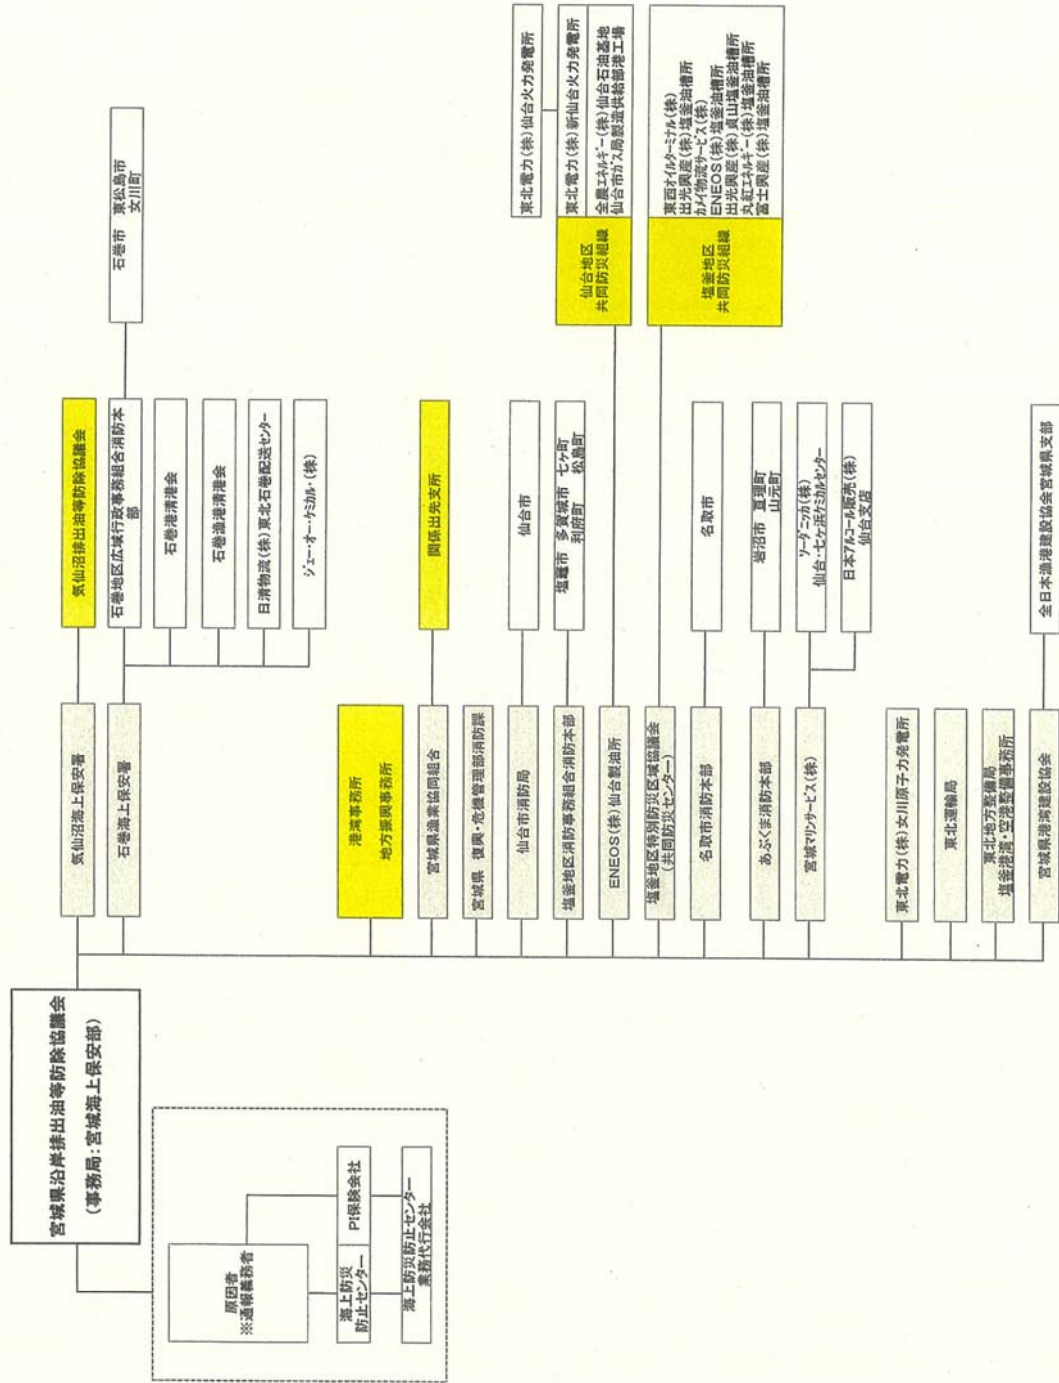 宮城県沿岸排出油等防除協議会
(事務局:宮城海上保安部)
原因者
※通報義務者
海上防災
防止センター
PI保険会社
海上防災防止センター
業務代行会社
気仙沼海上保安署
気仙沼排出油等防除協議会
石巻海上保安署
石巻地区広域行政事務組合消防本
部
石巻市 東松島市
女川町
石巻港清港会
石巻漁港清港会
日清物流(株)東北石巻配送センター
ジェー・オー・ケミカル・(株)
港湾事務所
地方振興事務所
宮城県漁業協同組合
関係出先支所
宮城県 復興・危機管理部消防課
仙台市消防局
仙台市
塩釜地区消防事務組合消防本部
塩竈市 多賀城市 七ケ町
利府町 松島町
ENEOS(株)仙台製油所
仙台地区
共同防災組織
東北電力(株)仙台火力発電所
東北電力(株)新仙台火力発電所
全農エネルギー(株)仙台石油基地
仙台市ガス局製造供給部港工場
塩釜地区特別防災区域協議会
(共同防災センター)
塩釜地区
共同防災組織
東西オイルターミナル(株)
出光興産(株)塩釜油槽所
カメイ物流サービス(株)
ENEOS(株)塩釜油槽所
出光興産(株)貞山塩釜油槽所
丸紅エネルギー(株)塩釜油槽所
富士興産(株)塩釜油槽所
名取市消防本部
名取市
あぶくま消防本部
岩沼市 亘理町
山元町
宮城マリンサービス(株)
ソーダニッカ(株)
仙台・七ヶ浜ケミカルセンター
日本アルコール販売(株)
仙台支店
東北電力(株)女川原子力発電所
東北運輸局
東北地方整備局
塩釜港湾・空港整備事務所
宮城県港湾建設協会
全日本漁港建設協会宮城県支部